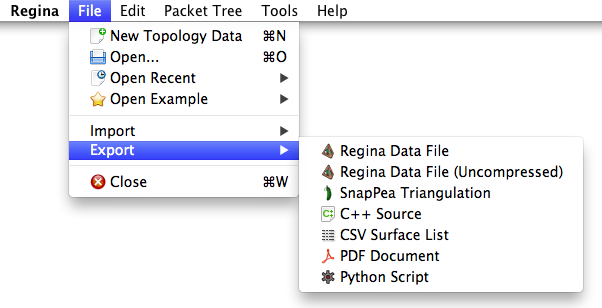 Regina File Edit Packet Tree Tools Help
New Topology Data ⌘N
Open... ⌘O
Open Recent ▶
Open Example ▶
Import ▶
Export ▶
Close ⌘W
Regina Data File
Regina Data File (Uncompressed)
SnapPea Triangulation
C++ Source
CSV Surface List
PDF Document
Python Script